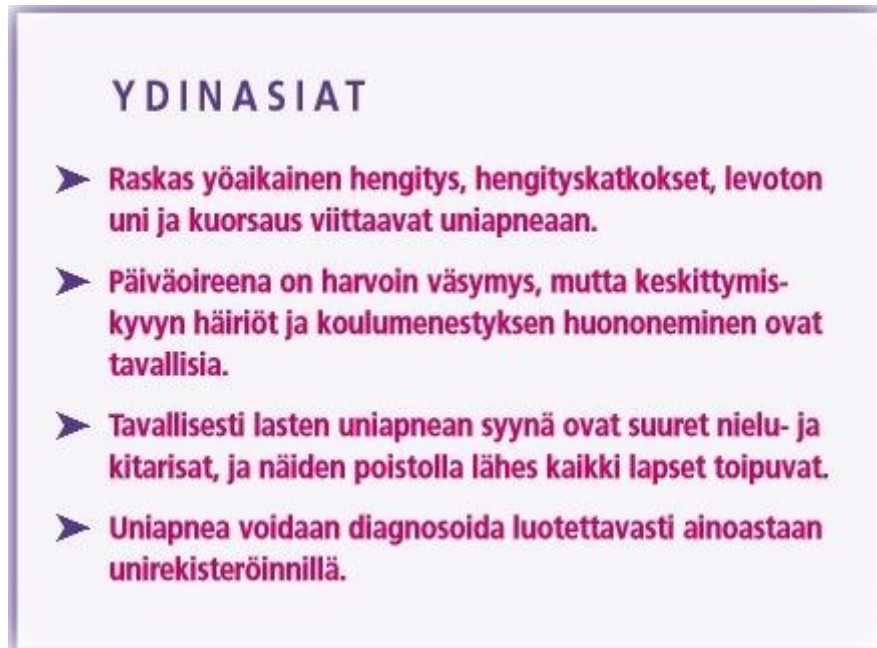 YDINASIAT
➤ Raskas yöaikainen hengitys, hengityskatkokset, levoton
uni ja kuorsaus viittaavat uniapneaan.
➤ Päiväoireena on harvoin väsymys, mutta keskittymis-
kyvyn häiriöt ja koulumenestyksen huononeminen ovat
tavallisia.
➤ Tavallisesti lasten uniapnean syynä ovat suuret nielu- ja
kitarisat, ja näiden poistolla lähes kaikki lapset toipuvat.
➤ Uniapnea voidaan diagnosoida luotettavasti ainoastaan
unirekisteröinnillä.